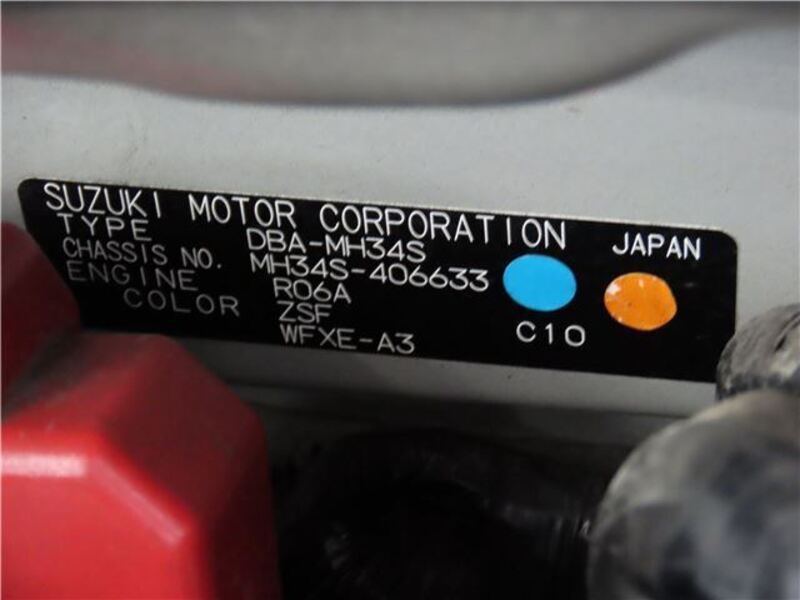 SUZUKI MOTOR CORPORATION JAPAN
TYPE DBA-MH34S
CHASSIS NO. MH34S-406633
ENGINE R06A
COLOR ZSF
WFXE-A3 C10